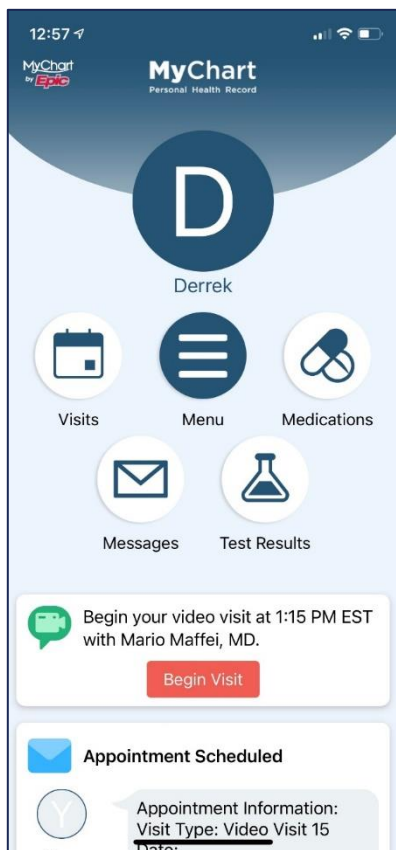 12:57
MyChart
by Epic
MyChart
Personal Health Record
D
Derrek
Visits
Menu
Medications
Messages
Test Results
Begin your video visit at 1:15 PM EST
with Mario Maffei, MD.
Begin Visit
Appointment Scheduled
Y
Appointment Information:
Visit Type: Video Visit 15
Date: